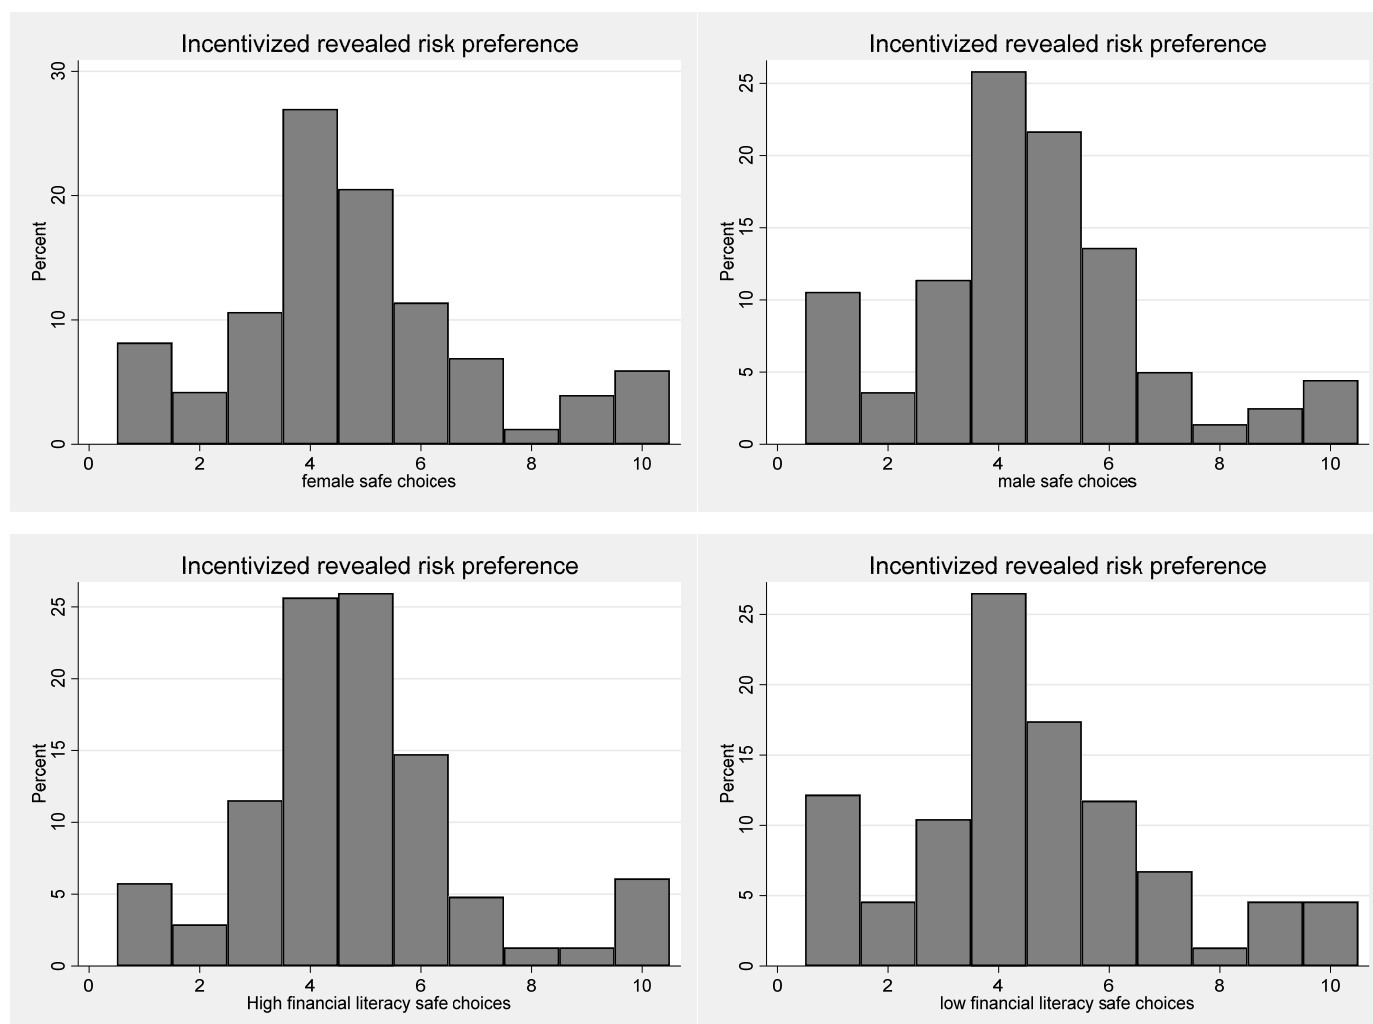 Incentivized revealed risk preference
Percent
30
20
10
0
0 2 4 6 8 10
female safe choices
Incentivized revealed risk preference
Percent
25
20
15
10
5
0
0 2 4 6 8 10
male safe choices
Incentivized revealed risk preference
Percent
25
20
15
10
5
0
0 2 4 6 8 10
High financial literacy safe choices
Incentivized revealed risk preference
Percent
25
20
15
10
5
0
0 2 4 6 8 10
low financial literacy safe choices